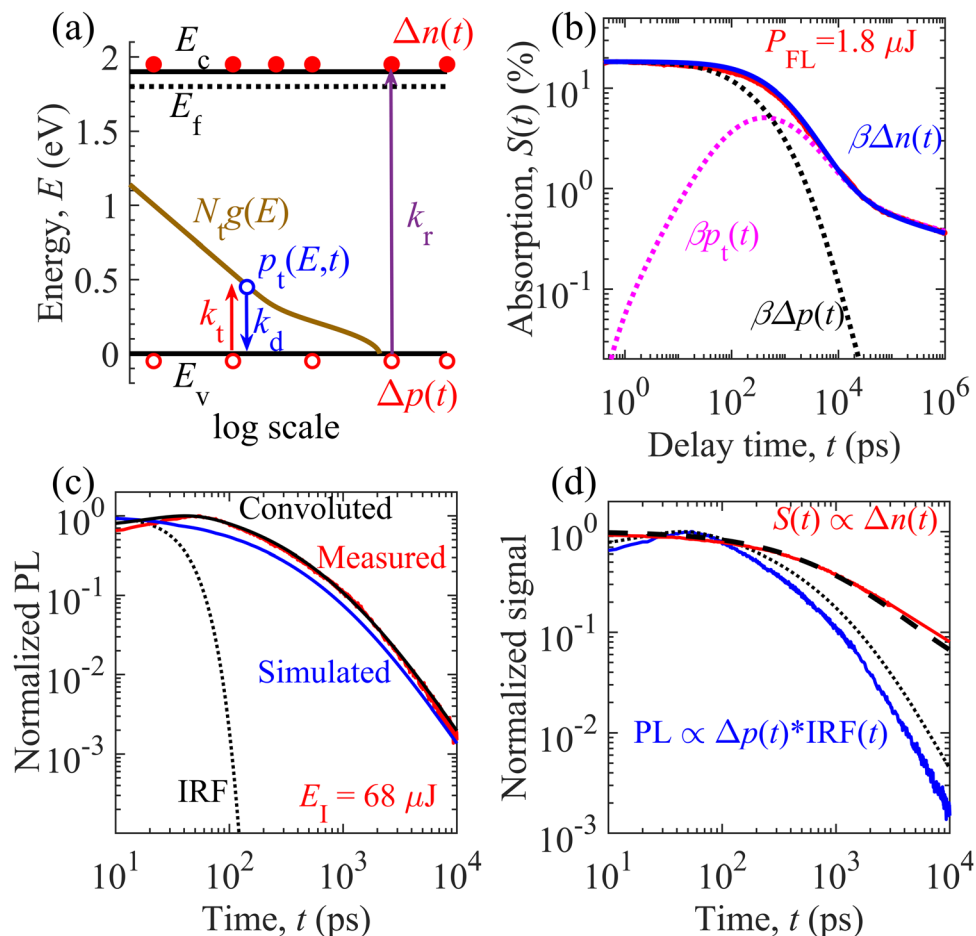 (a)
Δn(t)
E_c
E_f
N_t g(E)
p_t(E,t)
k_t
k_d
k_r
E_v
Δp(t)
2
1.5
1
0.5
0
Energy, E (eV)
log scale
(b)
P_FL=1.8 μJ
βΔn(t)
βp_t(t)
βΔp(t)
10^1
10^0
10^-1
Absorption, S(t) (%)
10^0 10^2 10^4 10^6
Delay time, t (ps)
(c)
Convoluted
Measured
Simulated
IRF
E_I = 68 μJ
10^0
10^-1
10^-2
10^-3
Normalized PL
10^1 10^2 10^3 10^4
Time, t (ps)
(d)
S(t) ∝ Δn(t)
PL ∝ Δp(t)*IRF(t)
10^0
10^-1
10^-2
10^-3
Normalized signal
10^1 10^2 10^3 10^4
Time, t (ps)